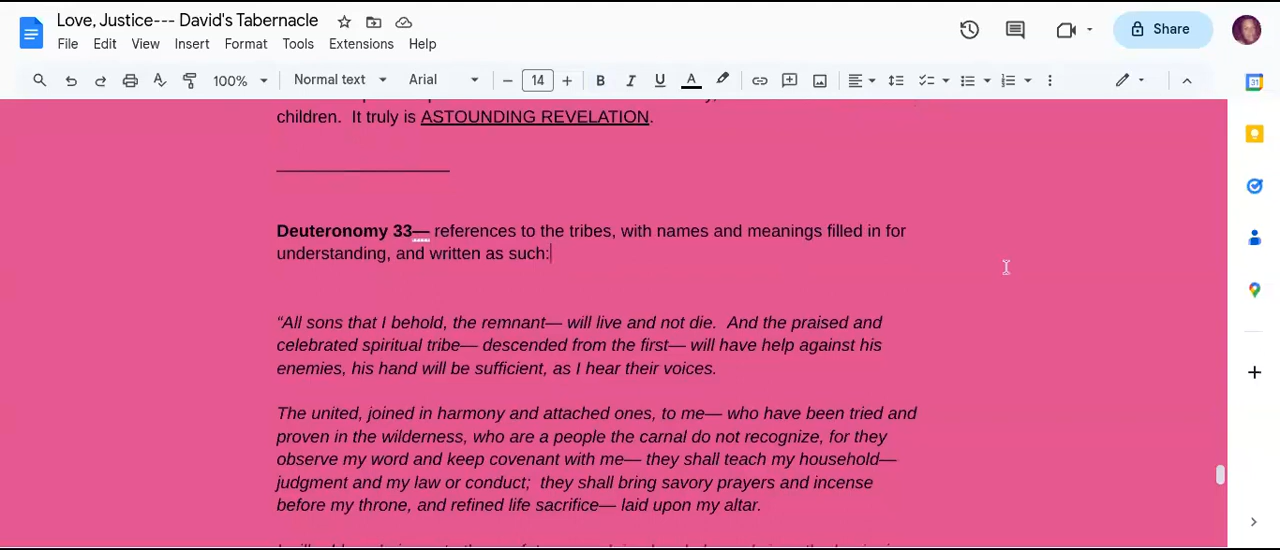 Love, Justice--- David's Tabernacle
File Edit View Insert Format Tools Extensions Help
Share
100% Normal text Arial − 14 + B I U A
31
children. It truly is ASTOUNDING REVELATION.
Deuteronomy 33— references to the tribes, with names and meanings filled in for
understanding, and written as such:
“All sons that I behold, the remnant— will live and not die. And the praised and
celebrated spiritual tribe— descended from the first— will have help against his
enemies, his hand will be sufficient, as I hear their voices.
The united, joined in harmony and attached ones, to me— who have been tried and
proven in the wilderness, who are a people the carnal do not recognize, for they
observe my word and keep covenant with me— they shall teach my household—
judgment and my law or conduct; they shall bring savory prayers and incense
before my throne, and refined life sacrifice— laid upon my altar.